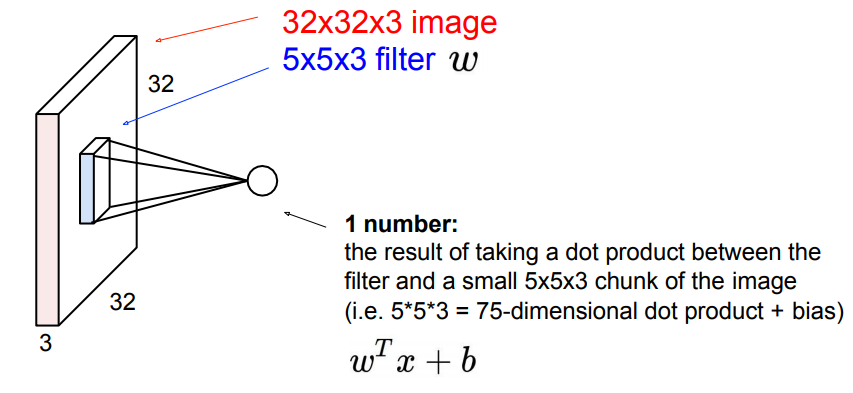 32x32x3 image
5x5x3 filter w
32
32
3
1 number:
the result of taking a dot product between the
filter and a small 5x5x3 chunk of the image
(i.e. 5*5*3 = 75-dimensional dot product + bias)
w^T x + b